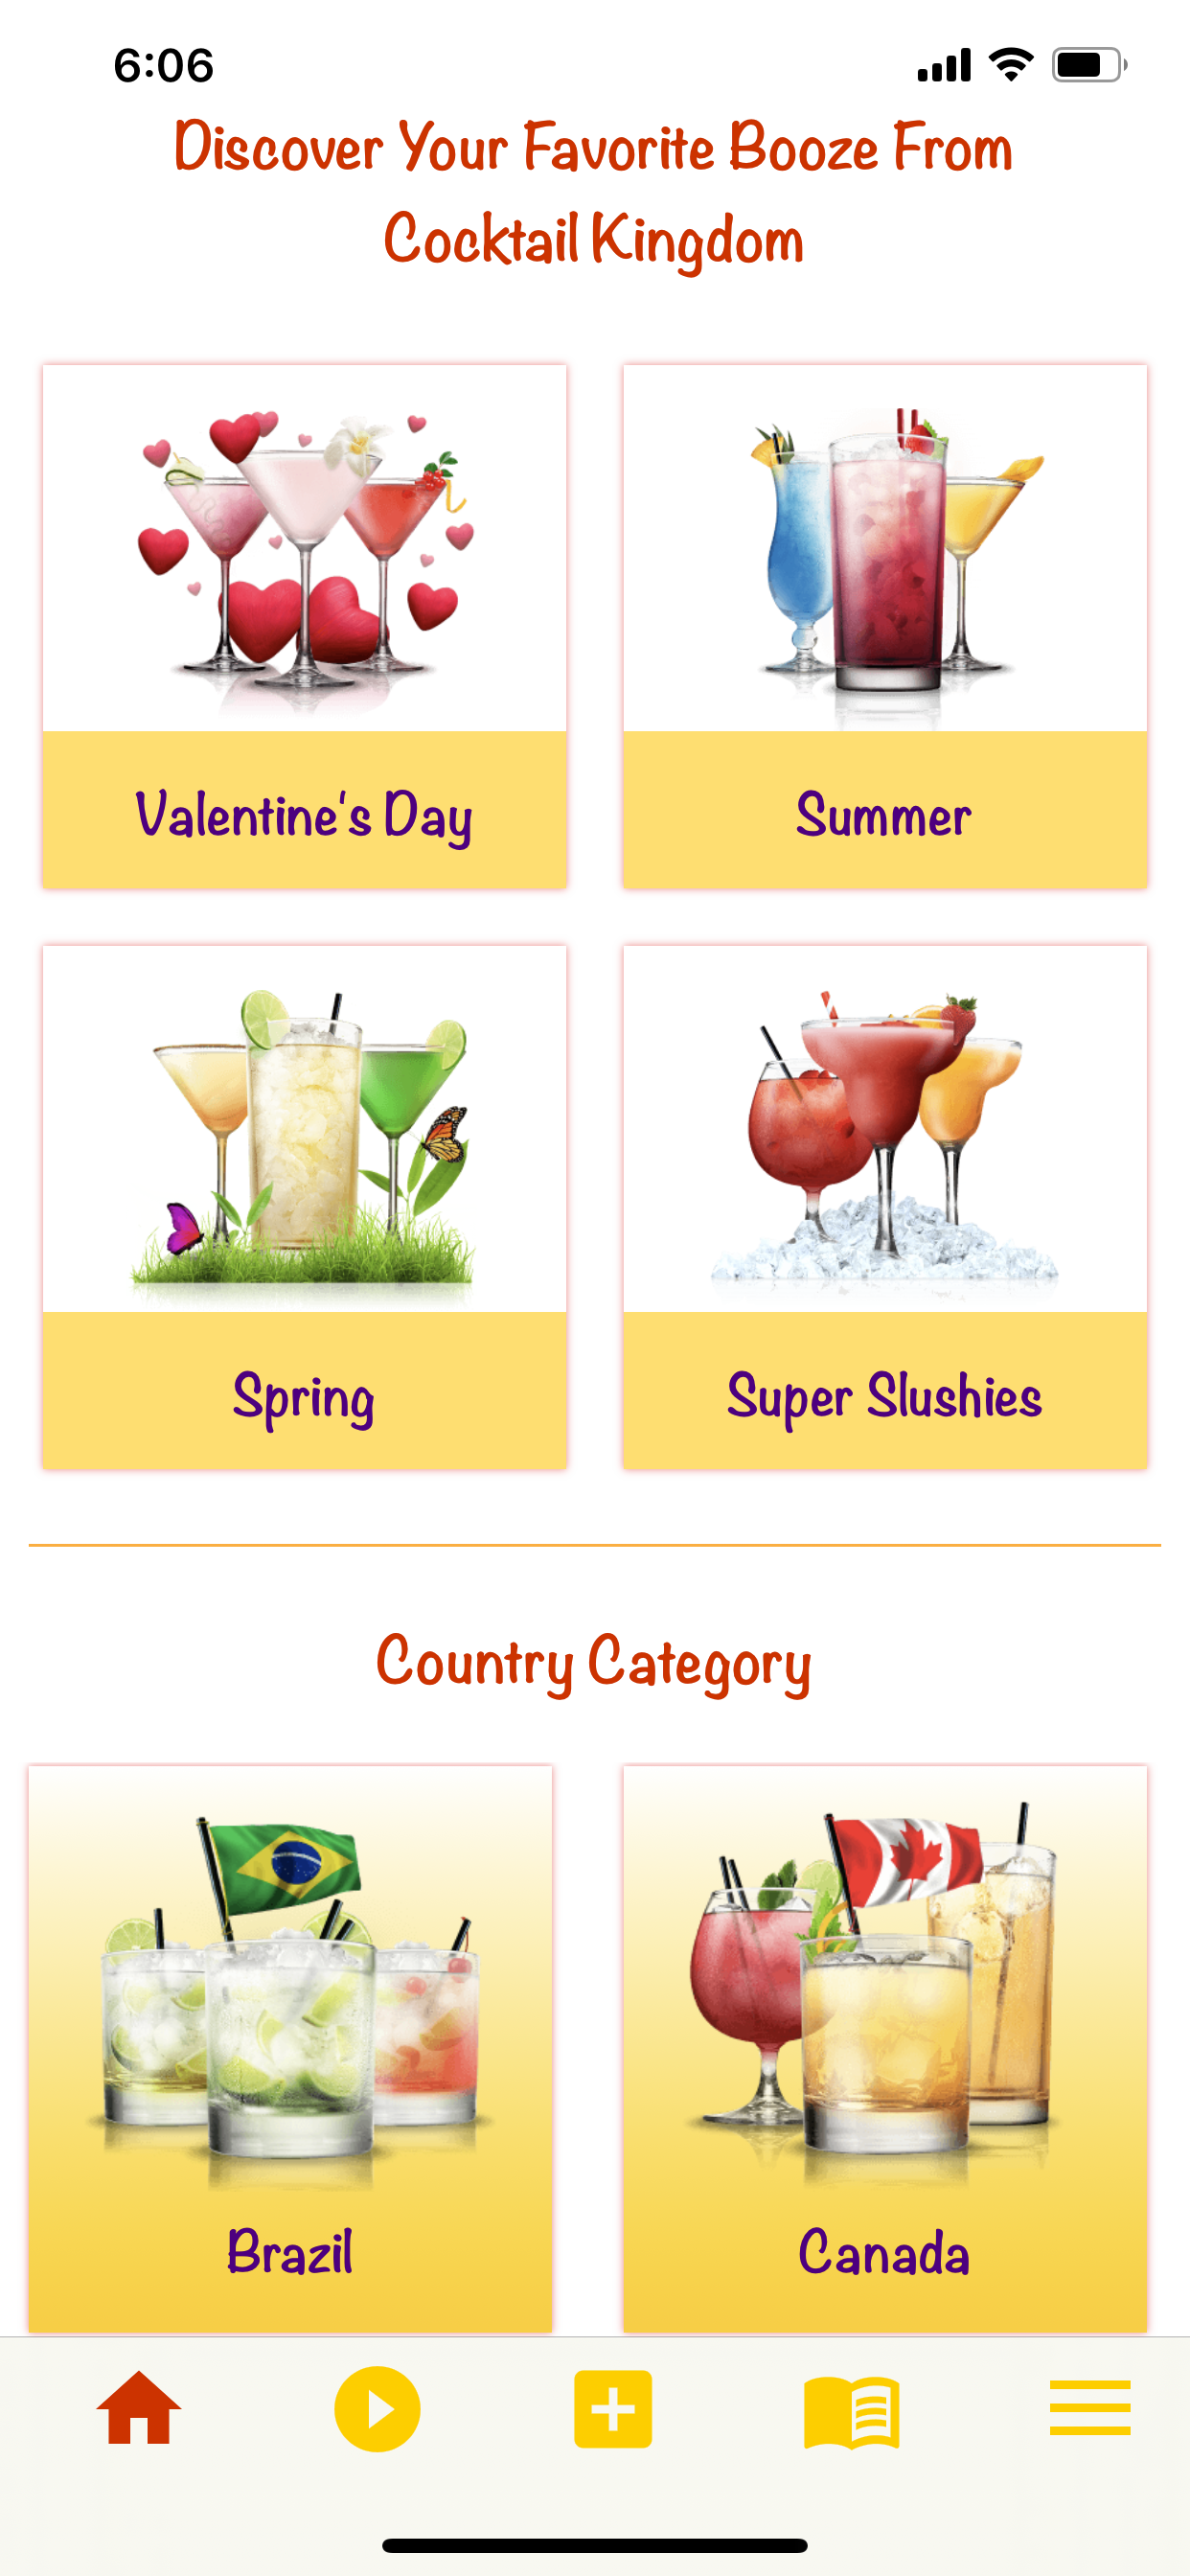 6:06
Discover Your Favorite Booze From
Cocktail Kingdom
Valentine's Day
Summer
Spring
Super Slushies
Country Category
Brazil
Canada